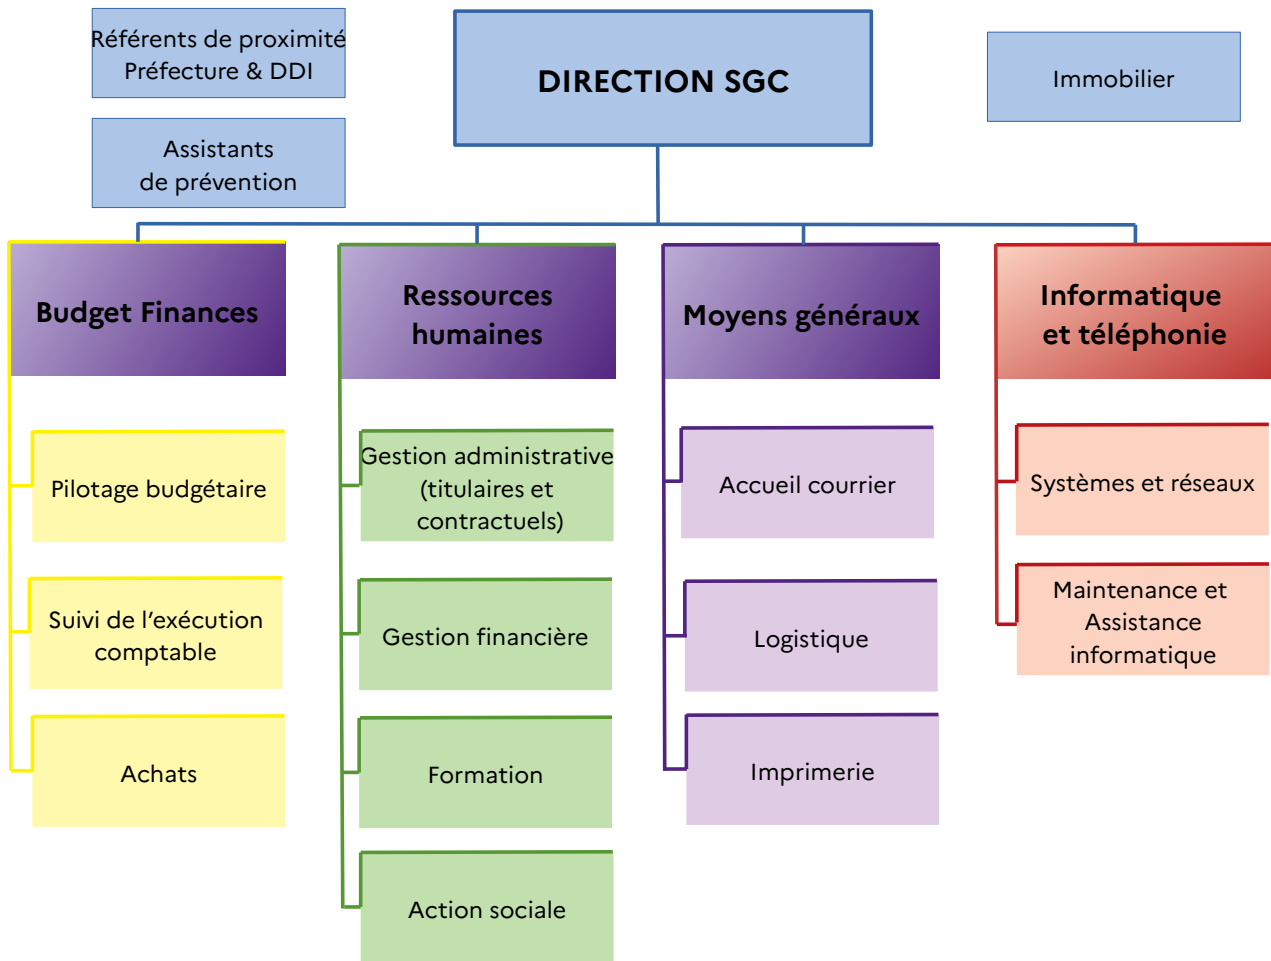 Référents de proximité
Préfecture & DDI
DIRECTION SGC
Immobilier
Assistants
de prévention
Budget Finances
Ressources
humaines
Moyens généraux
Informatique
et téléphonie
Pilotage budgétaire
Suivi de l’exécution
comptable
Achats
Gestion administrative
(titulaires et
contractuels)
Gestion financière
Formation
Action sociale
Accueil courrier
Logistique
Imprimerie
Systèmes et réseaux
Maintenance et
Assistance
informatique